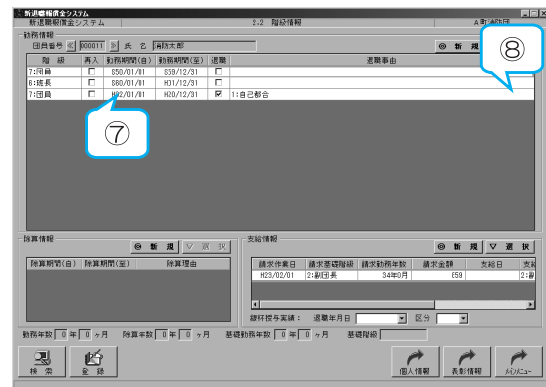 新退職報償金システム
新退職報償金システム 2.2 階級情報 A町消防団
勤務情報
団員番号 000011 氏 名 消防太郎 新 規
⑧
階 級 再入 勤務期間(自) 勤務期間(至) 退職 退職事由
7:団員 S50/01/01 S59/12/31
6:班長 S60/01/01 H01/12/31
7:団員 H02/01/01 H20/12/31 1:自己都合
⑦
除算情報 新 規 選 択
除算期間(自) 除算期間(至) 除算理由
支給情報 新 規 選 択
請求作業日 請求基礎階級 請求勤務年数 請求金額 支給日
H23/02/01 2:副団長 34年0月 659 2:副
銀杯授与実績: 退職年月日 区分
勤務年数 0 年 0 ヶ月 除算年数 0 年 0 ヶ月 基礎勤務年数 0 年 0 ヶ月 基礎階級
検 索 登 録 個人情報 表彰情報 メインメニュー